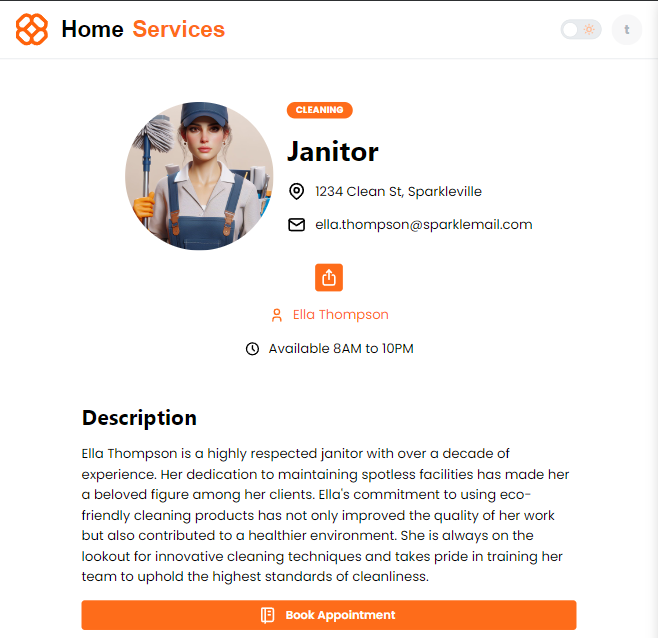 Home Services
t
CLEANING
Janitor
1234 Clean St, Sparkleville
ella.thompson@sparklemail.com
Ella Thompson
Available 8AM to 10PM
Description
Ella Thompson is a highly respected janitor with over a decade of
experience. Her dedication to maintaining spotless facilities has made her
a beloved figure among her clients. Ella's commitment to using eco-
friendly cleaning products has not only improved the quality of her work
but also contributed to a healthier environment. She is always on the
lookout for innovative cleaning techniques and takes pride in training her
team to uphold the highest standards of cleanliness.
Book Appointment